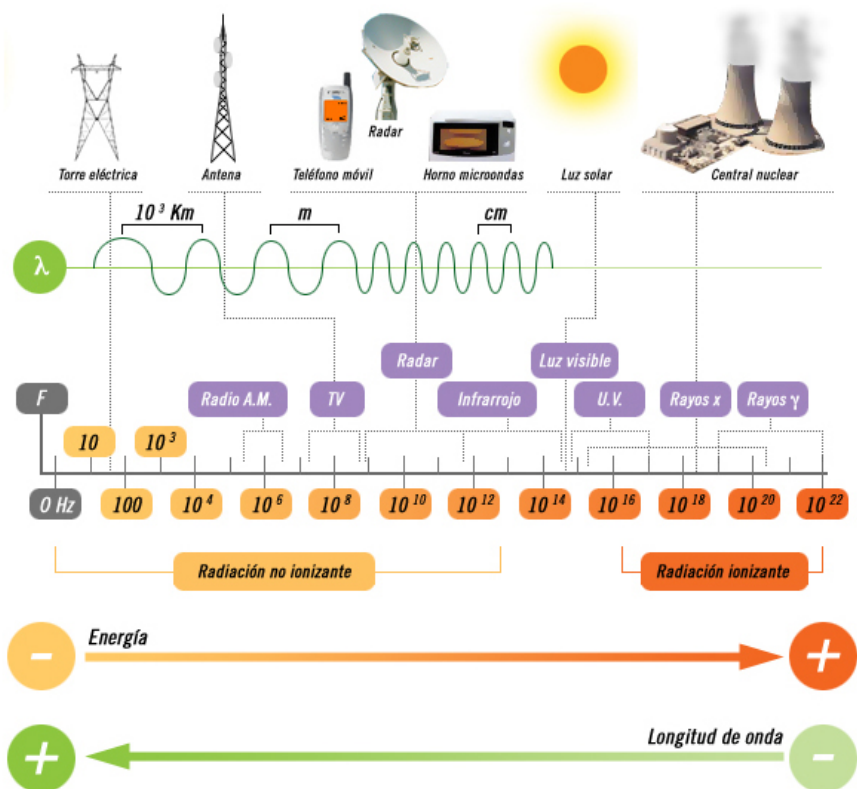 Radar
Torre eléctrica
Antena
Teléfono móvil
Horno microondas
Luz solar
Central nuclear
10³ Km
m
cm
λ
Radar
Luz visible
F
Radio A.M.
TV
Infrarrojo
U.V.
Rayos x
Rayos γ
10
10³
0 Hz
100
10⁴
10⁶
10⁸
10¹⁰
10¹²
10¹⁴
10¹⁶
10¹⁸
10²⁰
10²²
Radiación no ionizante
Radiación ionizante
Energía
-
+
Longitud de onda
+
-